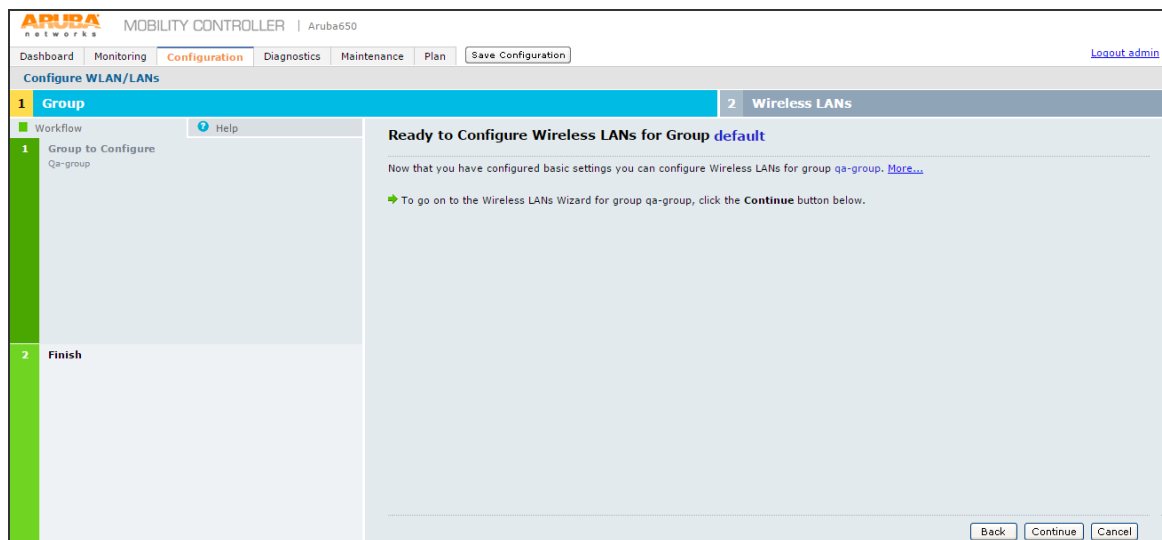 ARUBA
networks
MOBILITY CONTROLLER | Aruba650
Dashboard Monitoring Configuration Diagnostics Maintenance Plan Save Configuration Logout admin
Configure WLAN/LANs
1 Group 2 Wireless LANs
Workflow ? Help
1 Group to Configure
Qa-group
2 Finish
Ready to Configure Wireless LANs for Group default
Now that you have configured basic settings you can configure Wireless LANs for group qa-group. More...
To go on to the Wireless LANs Wizard for group qa-group, click the Continue button below.
Back Continue Cancel